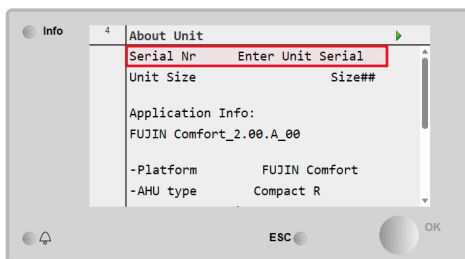 Info
4 About Unit
Serial Nr Enter Unit Serial
Unit Size Size##
Application Info:
FUJIN Comfort_2.00.A_00
-Platform FUJIN Comfort
-AHU type Compact R
ESC
OK